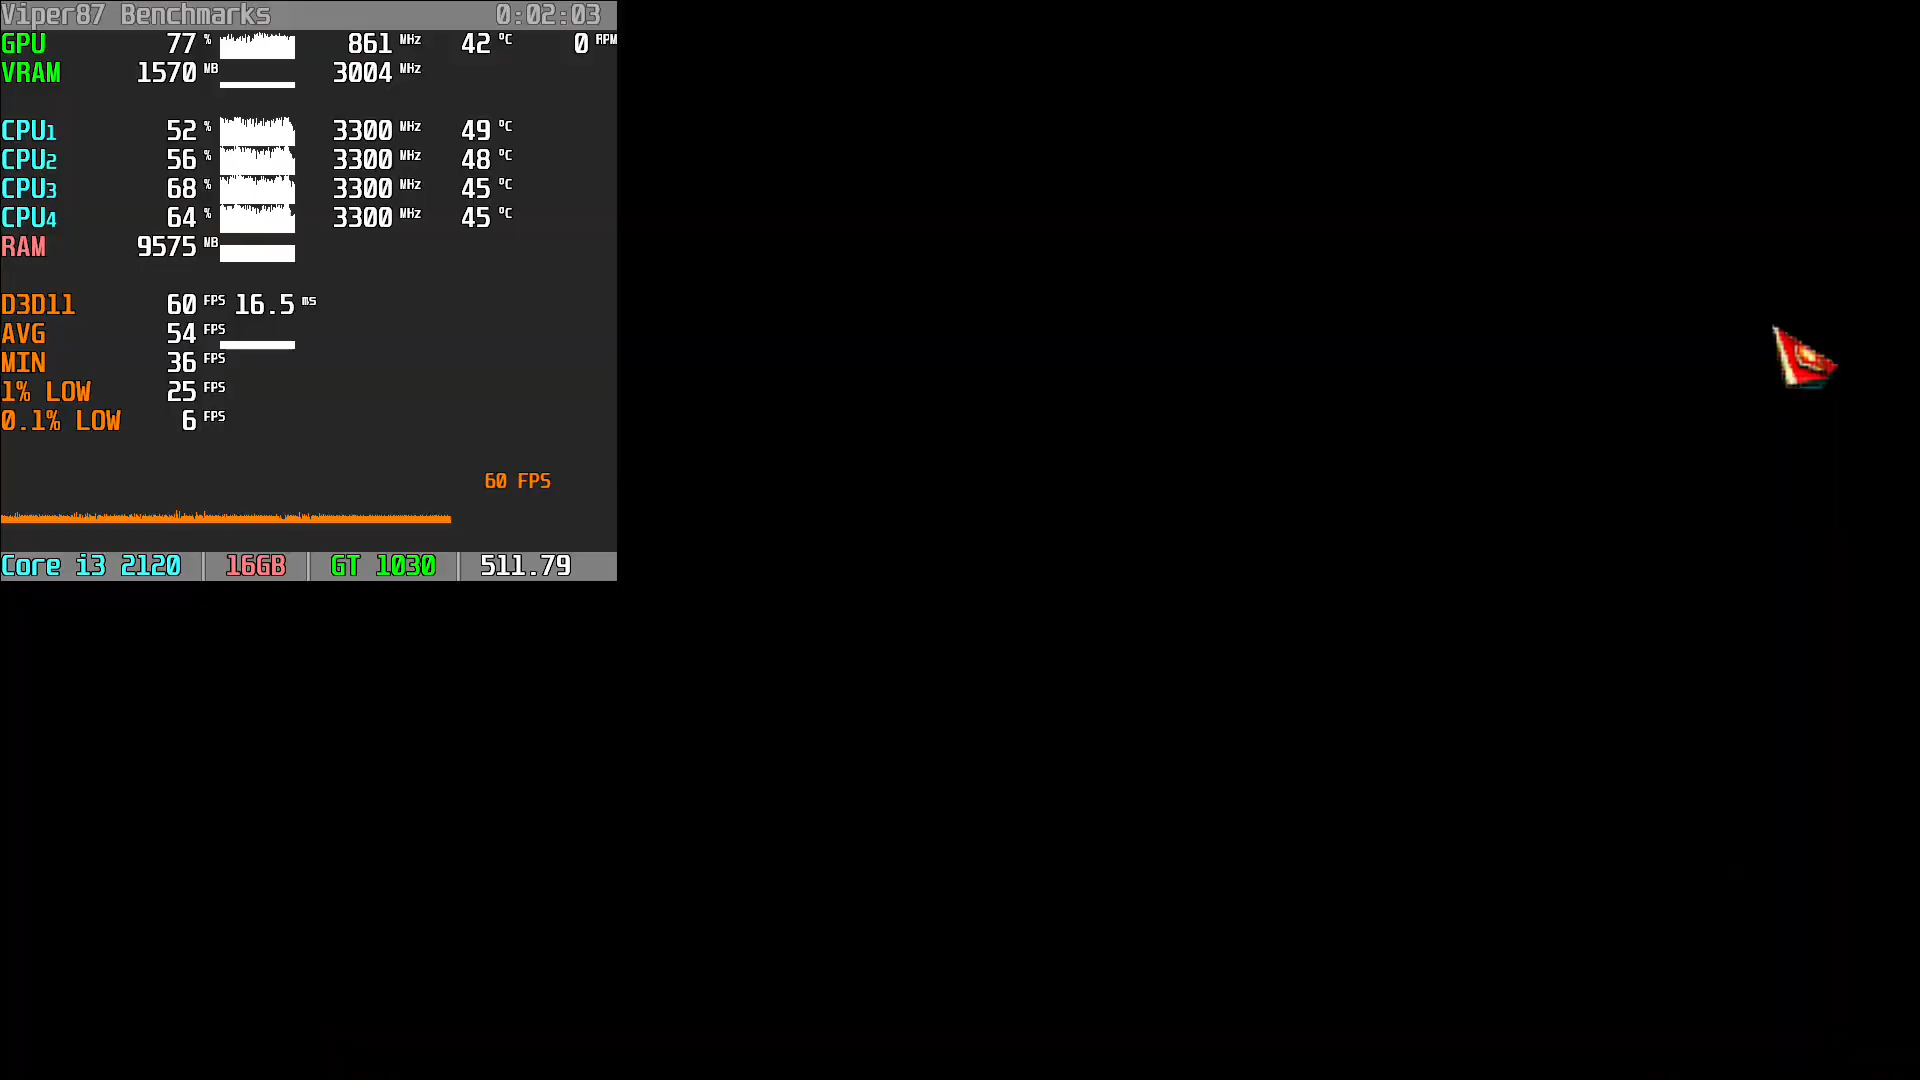 Viper87 Benchmarks 0:02:03
GPU 77 % 861 MHz 42 °C 0 RPM
VRAM 1570 MB 3004 MHz
CPU1 52 % 3300 MHz 49 °C
CPU2 56 % 3300 MHz 48 °C
CPU3 68 % 3300 MHz 45 °C
CPU4 64 % 3300 MHz 45 °C
RAM 9575 MB
D3D11 60 FPS 16.5 ms
AVG 54 FPS
MIN 36 FPS
1% LOW 25 FPS
0.1% LOW 6 FPS
60 FPS
Core i3 2120 | 16GB | GT 1030 | 511.79